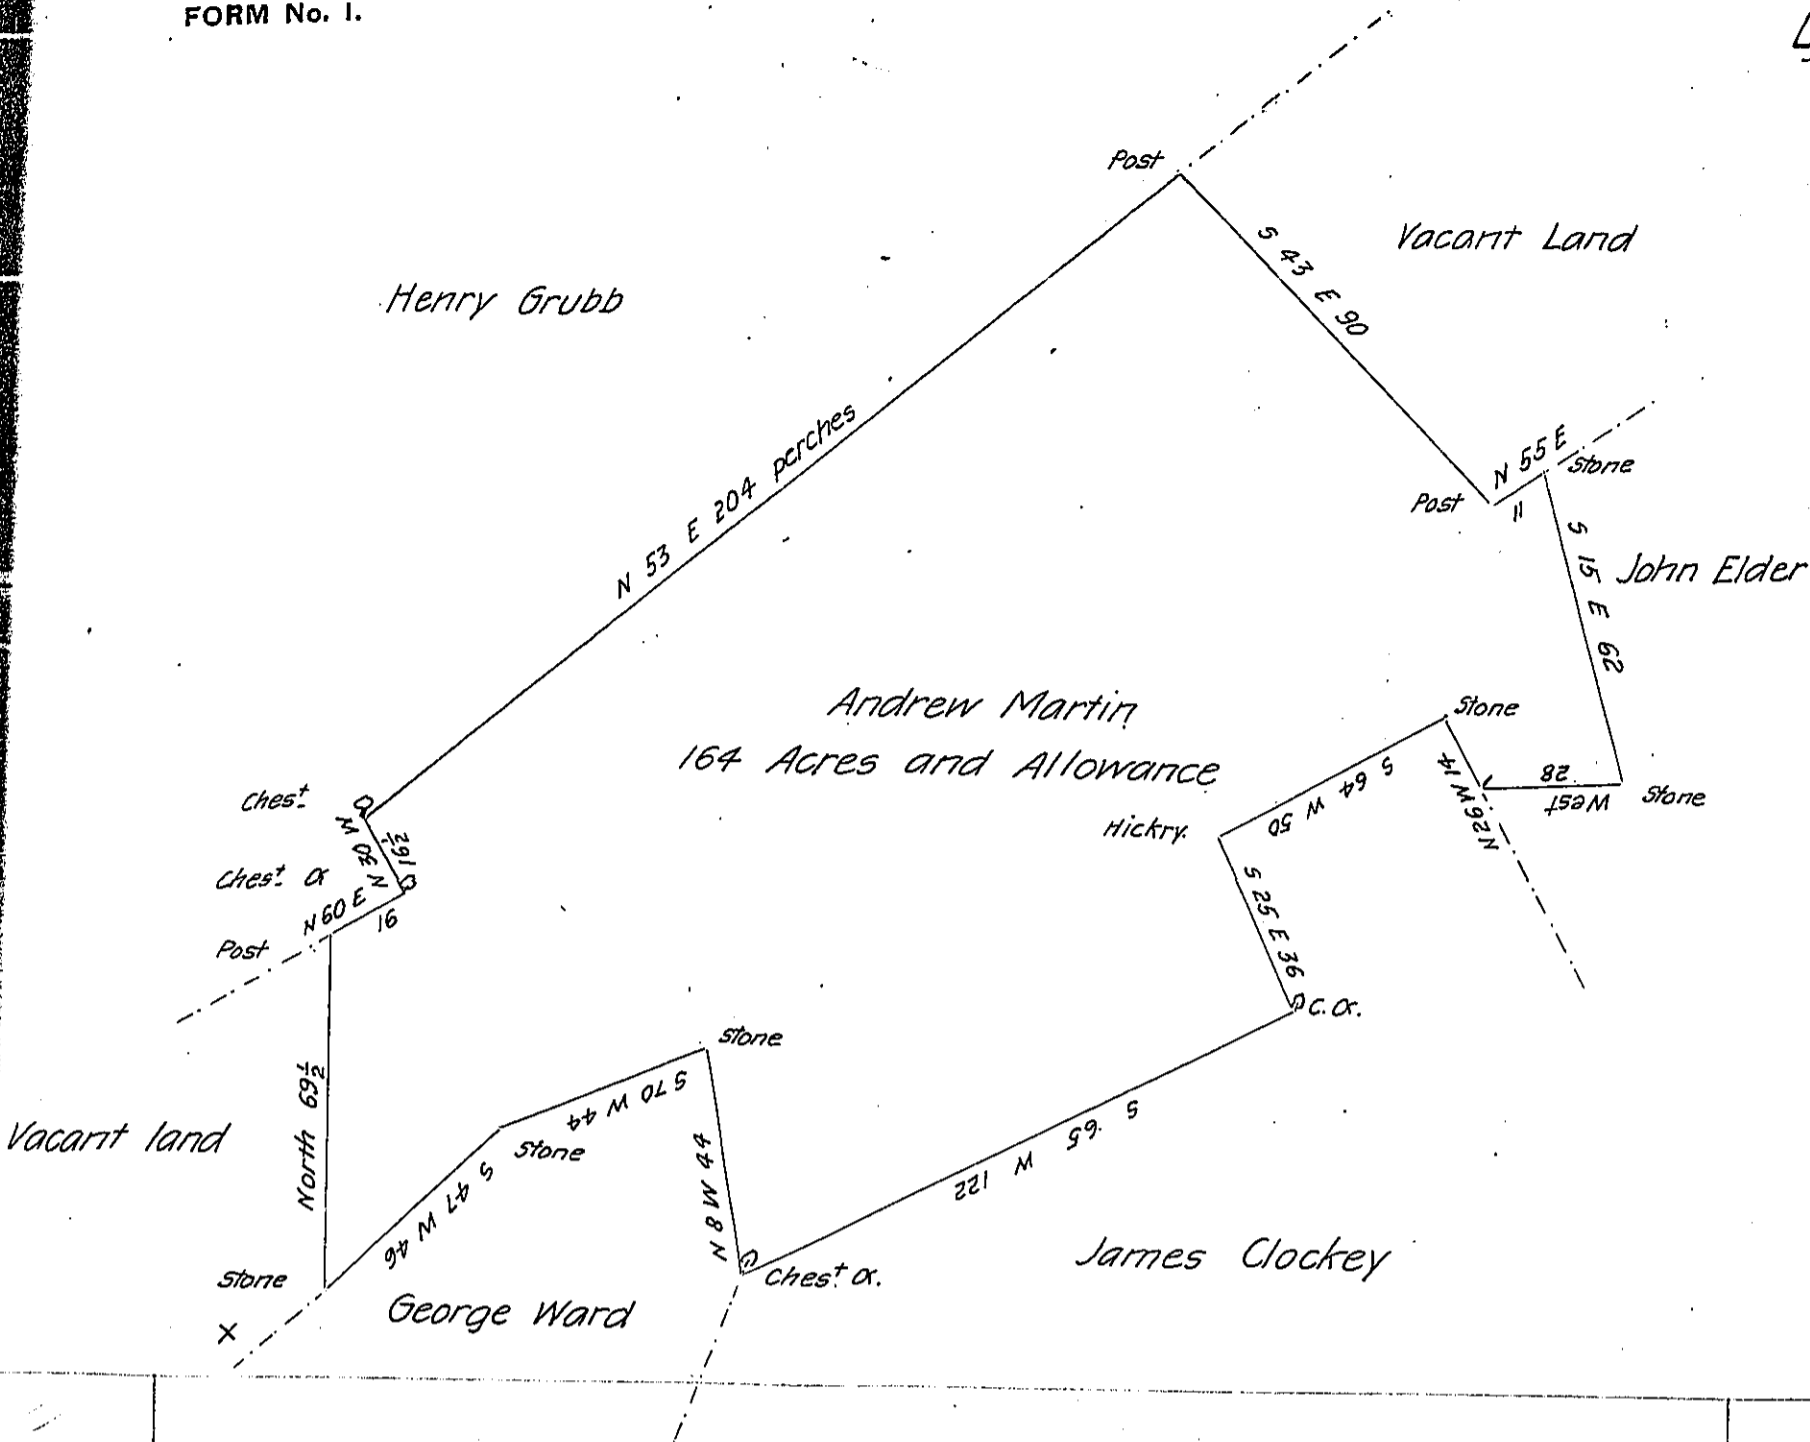 FORM No. 1.
Post
Vacant Land
S 43 E 90
Henry Grubb
N 53 E 204 perches
N 55 E
11
Stone
Post
S 15 E 62
John Elder
Andrew Martin
164 Acres and Allowance
Stone
N 26 W 14
West 28
Stone
S 64 W 50
Hickry.
S 25 E 36
C.O.
Chest.
N 30 W
16½
Chest. O
N 60 E
16
Post
Stone
S 70 W 44
Stone
North 69½
Vacant land
N 8 W 44
S 65 W 122
S 47 W 46
James Clockey
Stone
Chest. O.
George Ward
X